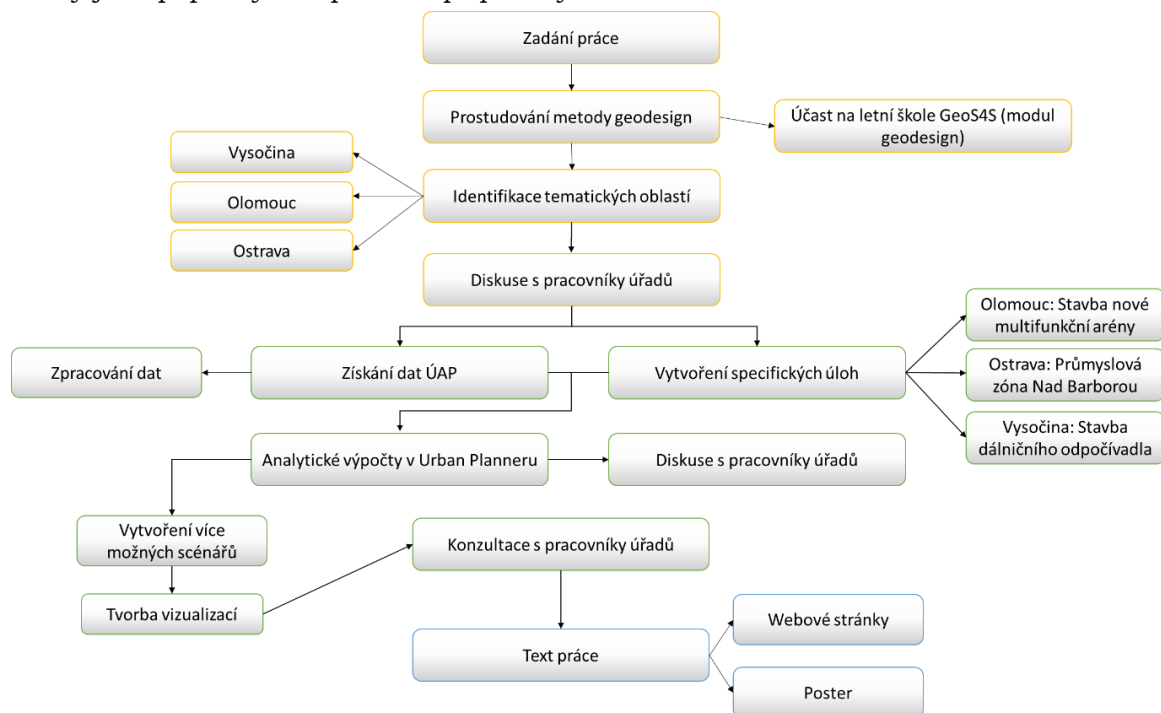 Zadání práce
Prostudování metody geodesign
Účast na letní škole GeoS4S (modul
geodesign)
Vysočina
Olomouc
Ostrava
Identifikace tematických oblastí
Diskuse s pracovníky úřadů
Zpracování dat
Získání dat ÚAP
Vytvoření specifických úloh
Olomouc: Stavba nové
multifunkční arény
Ostrava: Průmyslová
zóna Nad Barborou
Vysočina: Stavba
dálničního odpočívadla
Analytické výpočty v Urban Planneru
Diskuse s pracovníky úřadů
Vytvoření více
možných scénářů
Tvorba vizualizací
Konzultace s pracovníky úřadů
Text práce
Webové stránky
Poster